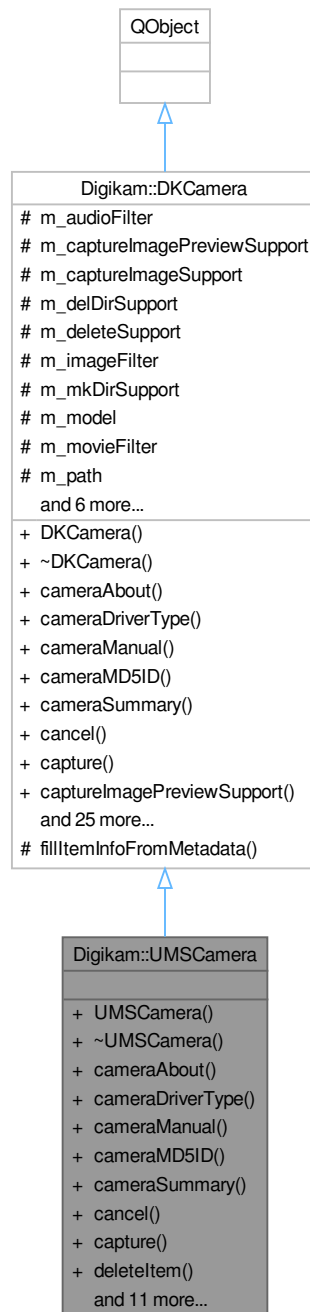 QObject
Digikam::DKCamera
# m_audioFilter
# m_captureImagePreviewSupport
# m_captureImageSupport
# m_delDirSupport
# m_deleteSupport
# m_imageFilter
# m_mkDirSupport
# m_model
# m_movieFilter
# m_path
and 6 more...
+ DKCamera()
+ ~DKCamera()
+ cameraAbout()
+ cameraDriverType()
+ cameraManual()
+ cameraMD5ID()
+ cameraSummary()
+ cancel()
+ capture()
+ captureImagePreviewSupport()
and 25 more...
# fillItemInfoFromMetadata()
Digikam::UMSCamera
+ UMSCamera()
+ ~UMSCamera()
+ cameraAbout()
+ cameraDriverType()
+ cameraManual()
+ cameraMD5ID()
+ cameraSummary()
+ cancel()
+ capture()
+ deleteItem()
and 11 more...